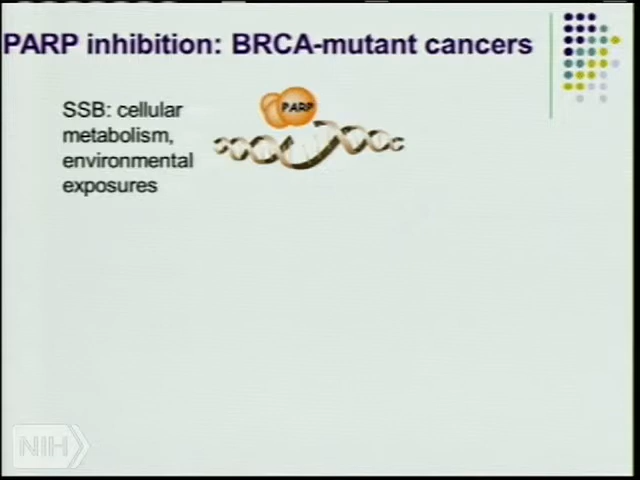 PARP inhibition: BRCA-mutant cancers
SSB: cellular
metabolism,
environmental
exposures
PARP
NIH